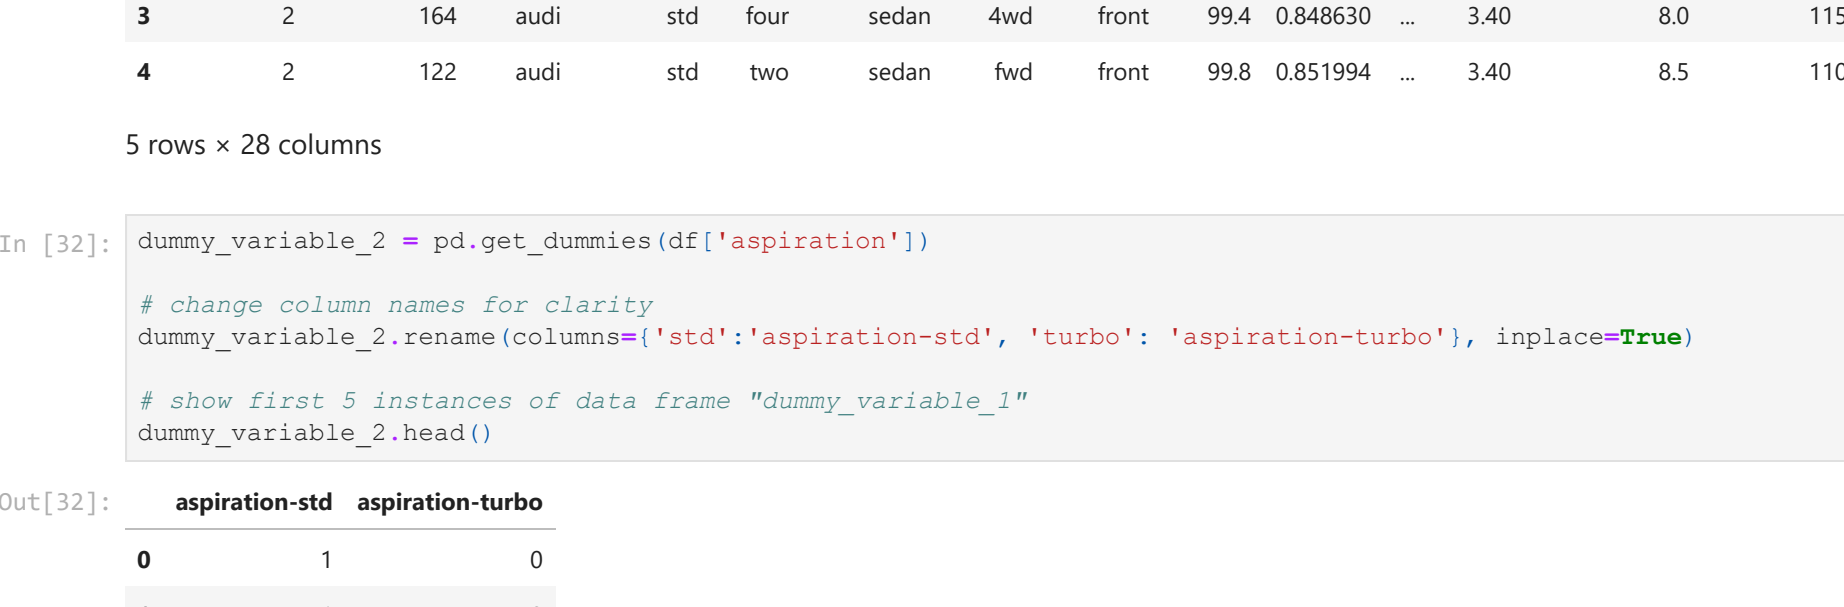 3 2 164 audi std four sedan 4wd front 99.4 0.848630 ... 3.40 8.0 115
4 2 122 audi std two sedan fwd front 99.8 0.851994 ... 3.40 8.5 110
5 rows × 28 columns
In [32]: dummy_variable_2 = pd.get_dummies(df['aspiration'])
# change column names for clarity
dummy_variable_2.rename(columns={'std':'aspiration-std', 'turbo': 'aspiration-turbo'}, inplace=True)
# show first 5 instances of data frame "dummy_variable_1"
dummy_variable_2.head()
Out[32]: aspiration-std aspiration-turbo
0 1 0